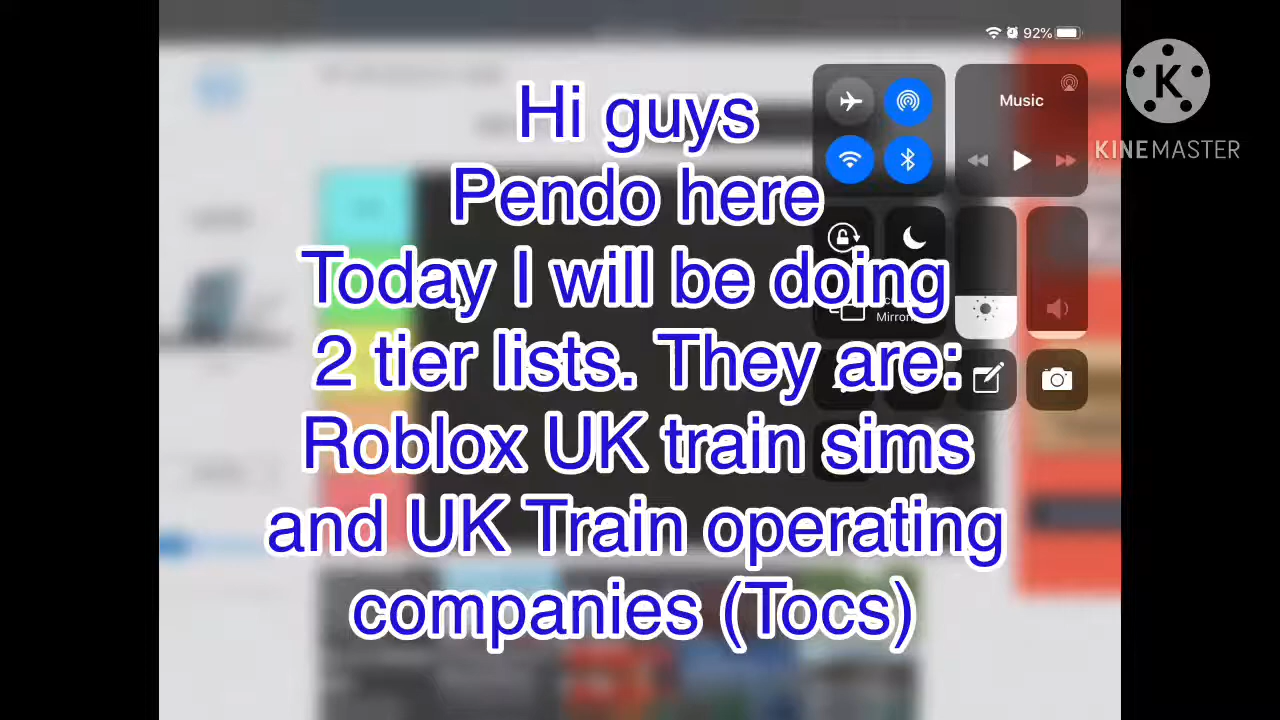 92%
Music
KINEMASTER
Hi guys
Pendo here
Today I will be doing
2 tier lists. They are:
Roblox UK train sims
and UK Train operating
companies (Tocs)